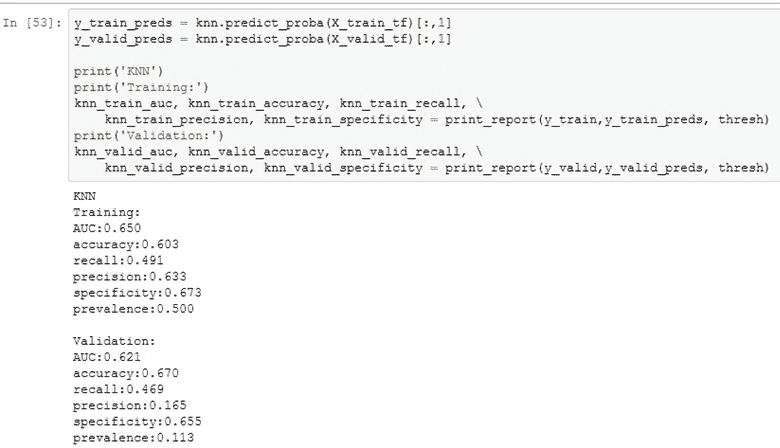 In [53]: y_train_preds = knn.predict_proba(X_train_tf)[:,1]
y_valid_preds = knn.predict_proba(X_valid_tf)[:,1]
print('KNN')
print('Training:')
knn_train_auc, knn_train_accuracy, knn_train_recall, \
knn_train_precision, knn_train_specificity = print_report(y_train,y_train_preds, thresh)
print('Validation:')
knn_valid_auc, knn_valid_accuracy, knn_valid_recall, \
knn_valid_precision, knn_valid_specificity = print_report(y_valid,y_valid_preds, thresh)
KNN
Training:
AUC:0.650
accuracy:0.603
recall:0.491
precision:0.633
specificity:0.673
prevalence:0.500
Validation:
AUC:0.621
accuracy:0.670
recall:0.469
precision:0.165
specificity:0.655
prevalence:0.113